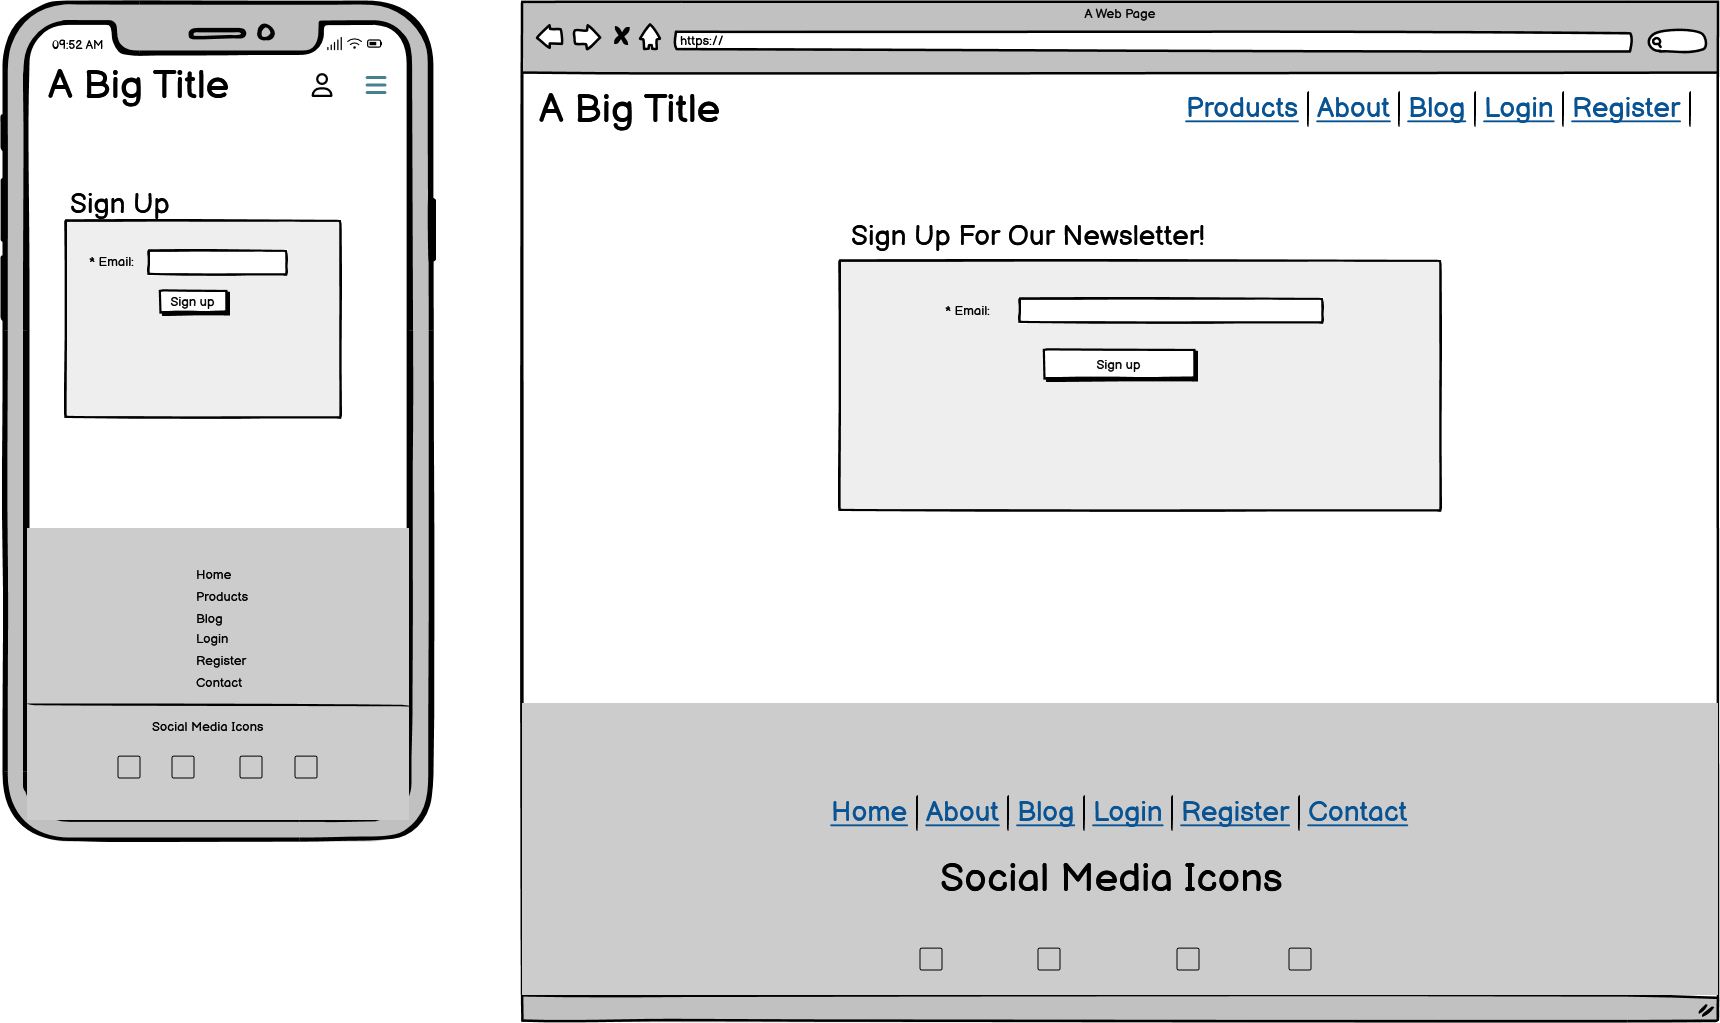 09:52 AM
A Big Title
Sign Up
* Email:
Sign up
Home
Products
Blog
Login
Register
Contact
Social Media Icons
A Web Page
https://
A Big Title
Products | About | Blog | Login | Register |
Sign Up For Our Newsletter!
* Email:
Sign up
Home | About | Blog | Login | Register | Contact
Social Media Icons